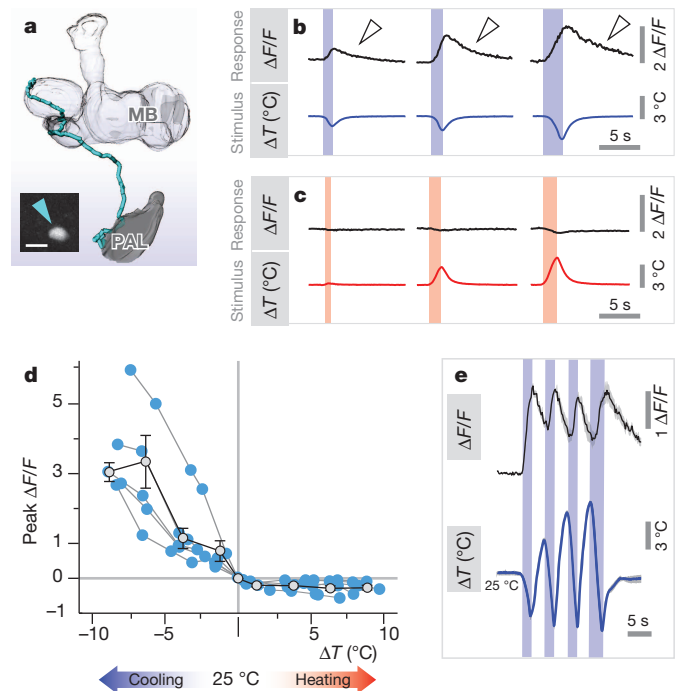 a
MB
PAL
b
Response
ΔF/F
2 ΔF/F
Stimulus
ΔT (°C)
3 °C
5 s
c
Response
ΔF/F
2 ΔF/F
Stimulus
ΔT (°C)
3 °C
5 s
d
Peak ΔF/F
5
3
1
0
–1
–10
–5
5
10
ΔT (°C)
Cooling
25 °C
Heating
e
ΔF/F
1 ΔF/F
ΔT (°C)
3 °C
25 °C
5 s